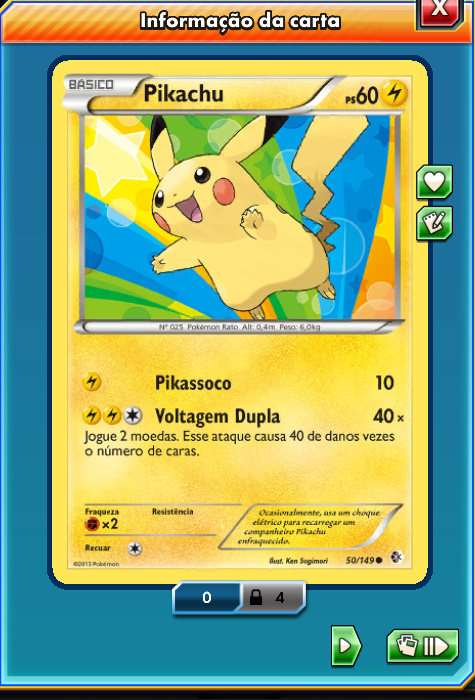 Informação da carta
X
BÁSICO Pikachu PS60
Nº 025 Pokémon Rato Alt: 0,4m Peso: 6,0kg
Pikassoco 10
Voltagem Dupla 40×
Jogue 2 moedas. Esse ataque causa 40 de danos vezes
o número de caras.
Fraqueza Resistência
×2
Recuar
Ocasionalmente, usa um choque
elétrico para recarregar um
companheiro Pikachu
enfraquecido.
©2013 Pokémon Ilust. Ken Sugimori 50/149
0 4